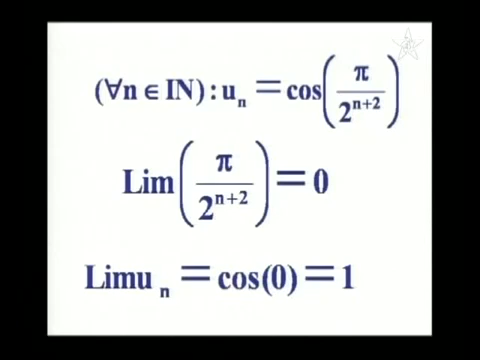 (∀n ∈ IN) : uₙ = cos(π / 2ⁿ⁺²)
Lim(π / 2ⁿ⁺²) = 0
Limu ₙ = cos(0) = 1